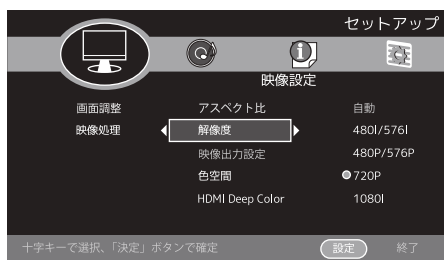 セットアップ
映像設定
画面調整
アスペクト比
自動
映像処理
解像度
480I/576I
映像出力設定
480P/576P
色空間
720P
HDMI Deep Color
1080I
十字キーで選択、「決定」ボタンで確定
設定
終了